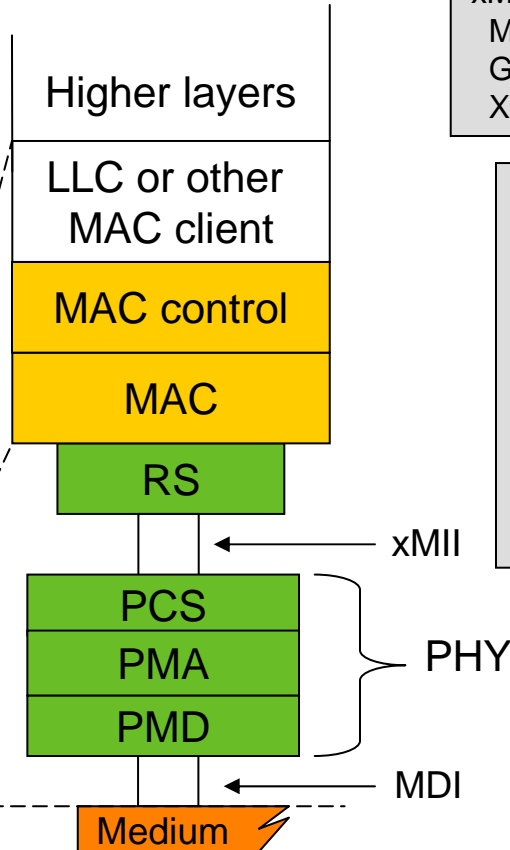 Higher layers
LLC or other
MAC client
MAC control
MAC
RS
xMII
PCS
PMA
PMD
PHY
MDI
Medium
M
G
X